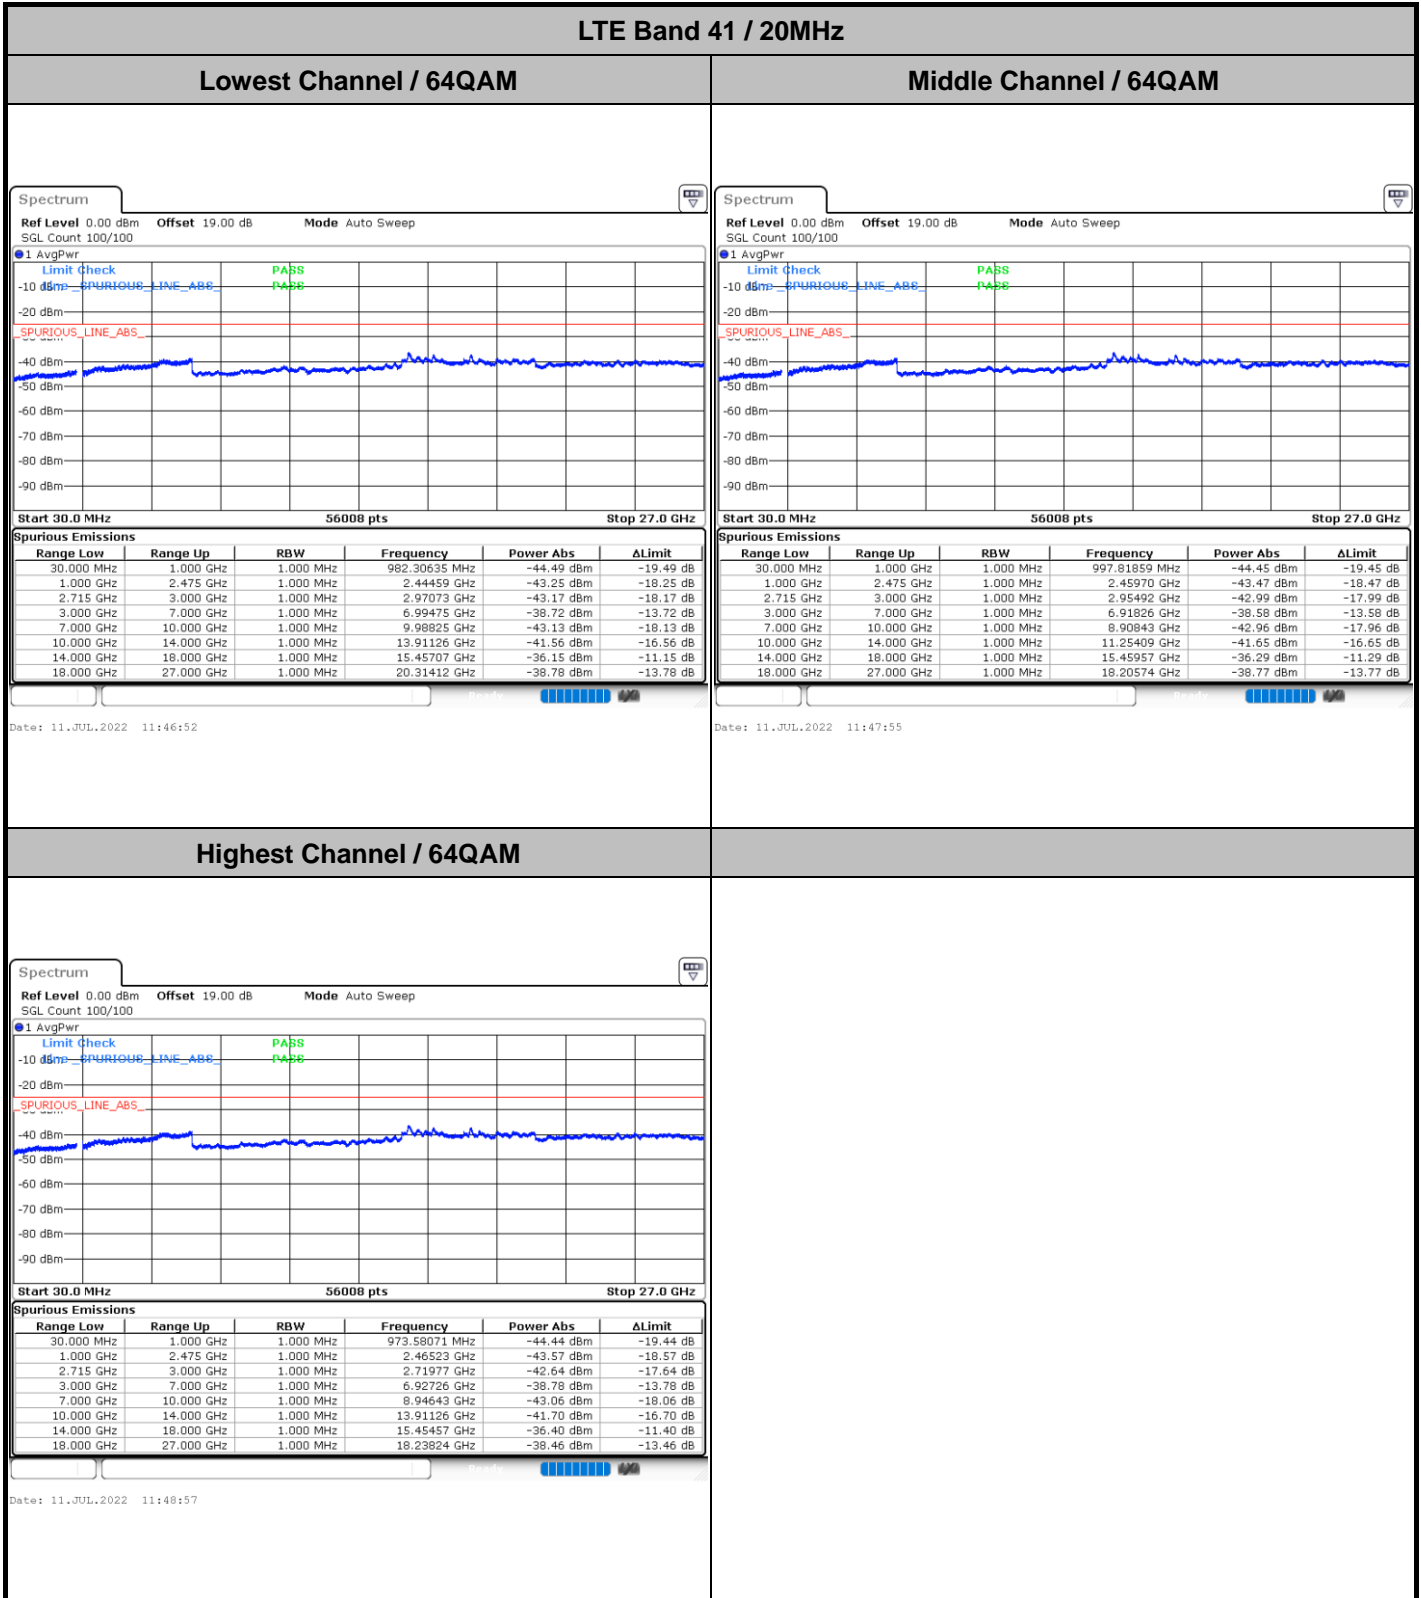 LTE Band 41 / 20MHz
Lowest Channel / 64QAM
Spectrum
Ref Level 0.00 dBm Offset 19.00 dB Mode Auto Sweep
SGL Count 100/100
1 AvgPwr
Limit Check PASS
Line _SPURIOUS_LINE_ABS_ PASS
-10 dBm
-20 dBm
_SPURIOUS_LINE_ABS_
-40 dBm
-50 dBm
-60 dBm
-70 dBm
-80 dBm
-90 dBm
Start 30.0 MHz 56008 pts Stop 27.0 GHz
Spurious Emissions
Range Low Range Up RBW Frequency Power Abs ΔLimit
30.000 MHz 1.000 GHz 1.000 MHz 982.30635 MHz -44.49 dBm -19.49 dB
1.000 GHz 2.475 GHz 1.000 MHz 2.44459 GHz -43.25 dBm -18.25 dB
2.715 GHz 3.000 GHz 1.000 MHz 2.97073 GHz -43.17 dBm -18.17 dB
3.000 GHz 7.000 GHz 1.000 MHz 6.99475 GHz -38.72 dBm -13.72 dB
7.000 GHz 10.000 GHz 1.000 MHz 9.98825 GHz -43.13 dBm -18.13 dB
10.000 GHz 14.000 GHz 1.000 MHz 13.91126 GHz -41.56 dBm -16.56 dB
14.000 GHz 18.000 GHz 1.000 MHz 15.45707 GHz -36.15 dBm -11.15 dB
18.000 GHz 27.000 GHz 1.000 MHz 20.31412 GHz -38.78 dBm -13.78 dB
Date: 11.JUL.2022 11:46:52
Middle Channel / 64QAM
Spectrum
Ref Level 0.00 dBm Offset 19.00 dB Mode Auto Sweep
SGL Count 100/100
1 AvgPwr
Limit Check PASS
Line _SPURIOUS_LINE_ABS_ PASS
-10 dBm
-20 dBm
_SPURIOUS_LINE_ABS_
-40 dBm
-50 dBm
-60 dBm
-70 dBm
-80 dBm
-90 dBm
Start 30.0 MHz 56008 pts Stop 27.0 GHz
Spurious Emissions
Range Low Range Up RBW Frequency Power Abs ΔLimit
30.000 MHz 1.000 GHz 1.000 MHz 997.81859 MHz -44.45 dBm -19.45 dB
1.000 GHz 2.475 GHz 1.000 MHz 2.45970 GHz -43.47 dBm -18.47 dB
2.715 GHz 3.000 GHz 1.000 MHz 2.95492 GHz -42.99 dBm -17.99 dB
3.000 GHz 7.000 GHz 1.000 MHz 6.91826 GHz -38.58 dBm -13.58 dB
7.000 GHz 10.000 GHz 1.000 MHz 8.90843 GHz -42.96 dBm -17.96 dB
10.000 GHz 14.000 GHz 1.000 MHz 11.25409 GHz -41.65 dBm -16.65 dB
14.000 GHz 18.000 GHz 1.000 MHz 15.45957 GHz -36.29 dBm -11.29 dB
18.000 GHz 27.000 GHz 1.000 MHz 18.20574 GHz -38.77 dBm -13.77 dB
Date: 11.JUL.2022 11:47:55
Highest Channel / 64QAM
Spectrum
Ref Level 0.00 dBm Offset 19.00 dB Mode Auto Sweep
SGL Count 100/100
1 AvgPwr
Limit Check PASS
Line _SPURIOUS_LINE_ABS_ PASS
-10 dBm
-20 dBm
_SPURIOUS_LINE_ABS_
-40 dBm
-50 dBm
-60 dBm
-70 dBm
-80 dBm
-90 dBm
Start 30.0 MHz 56008 pts Stop 27.0 GHz
Spurious Emissions
Range Low Range Up RBW Frequency Power Abs ΔLimit
30.000 MHz 1.000 GHz 1.000 MHz 973.58071 MHz -44.44 dBm -19.44 dB
1.000 GHz 2.475 GHz 1.000 MHz 2.46523 GHz -43.57 dBm -18.57 dB
2.715 GHz 3.000 GHz 1.000 MHz 2.71977 GHz -42.64 dBm -17.64 dB
3.000 GHz 7.000 GHz 1.000 MHz 6.92726 GHz -38.78 dBm -13.78 dB
7.000 GHz 10.000 GHz 1.000 MHz 8.94643 GHz -43.06 dBm -18.06 dB
10.000 GHz 14.000 GHz 1.000 MHz 13.91126 GHz -41.70 dBm -16.70 dB
14.000 GHz 18.000 GHz 1.000 MHz 15.45457 GHz -36.40 dBm -11.40 dB
18.000 GHz 27.000 GHz 1.000 MHz 18.23824 GHz -38.46 dBm -13.46 dB
Date: 11.JUL.2022 11:48:57